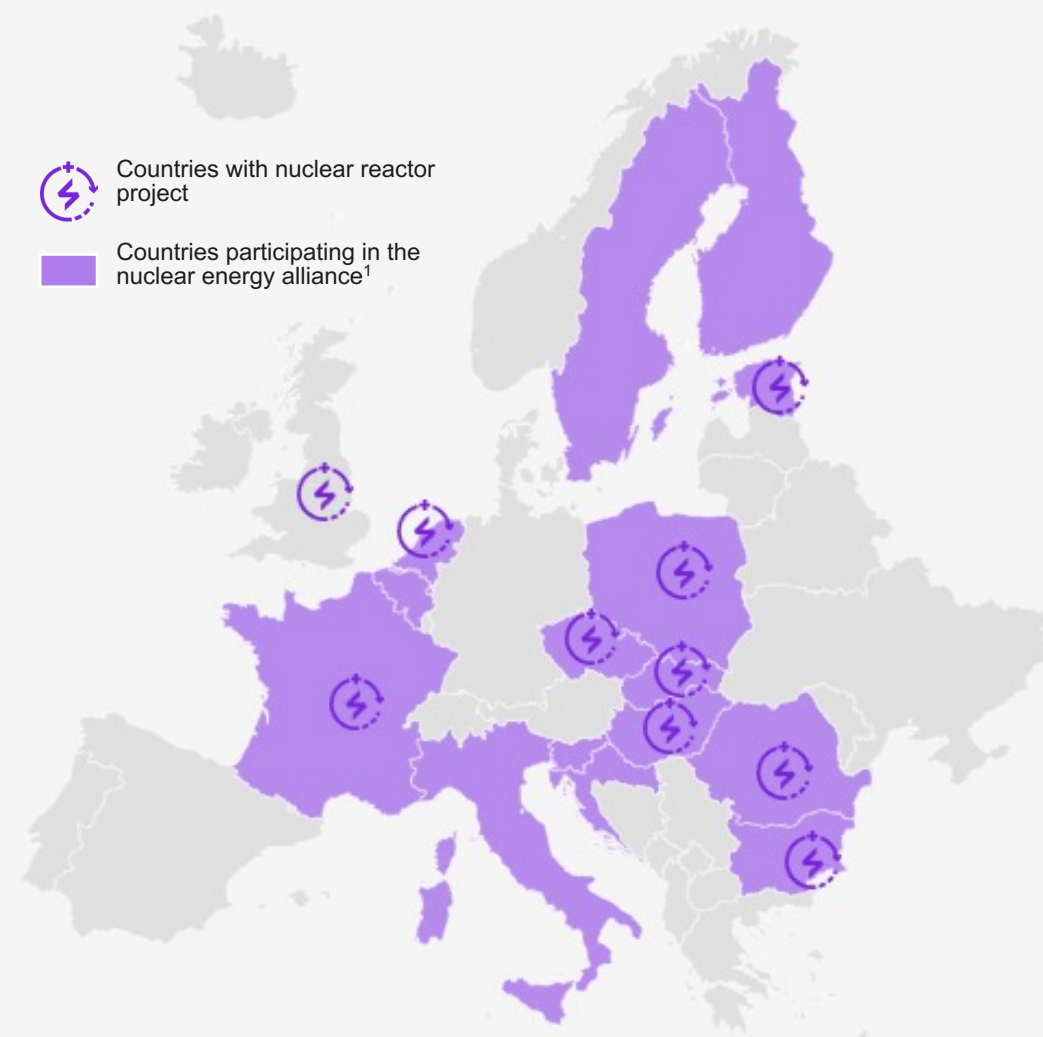 Countries with nuclear reactor
project
Countries participating in the
nuclear energy alliance¹